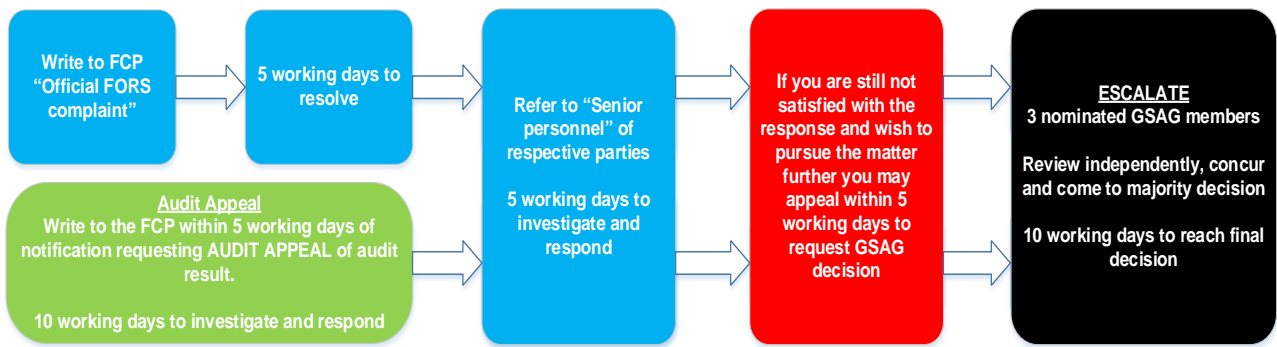 Write to FCP
“Official FORS
complaint”
5 working days to
resolve
Audit Appeal
Write to the FCP within 5 working days of
notification requesting AUDIT APPEAL of audit
result.
10 working days to investigate and respond
Refer to “Senior
personnel” of
respective parties
5 working days to
investigate and
respond
If you are still not
satisfied with the
response and wish to
pursue the matter
further you may
appeal within 5
working days to
request GSAG
decision
ESCALATE
3 nominated GSAG members
Review independently, concur
and come to majority decision
10 working days to reach final
decision